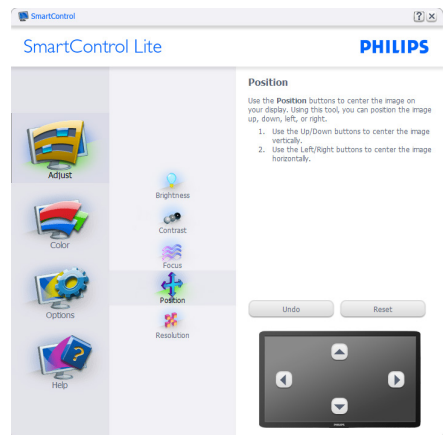 SmartControl
SmartControl Lite
PHILIPS
Adjust
Color
Options
Help
Brightness
Contrast
Focus
Position
Resolution
Position
Use the Position buttons to center the image on
your display. Using this tool, you can position the image
up, down, left, or right.
1. Use the Up/Down buttons to center the image
vertically.
2. Use the Left/Right buttons to center the image
horizontally.
Undo
Reset
PHILIPS